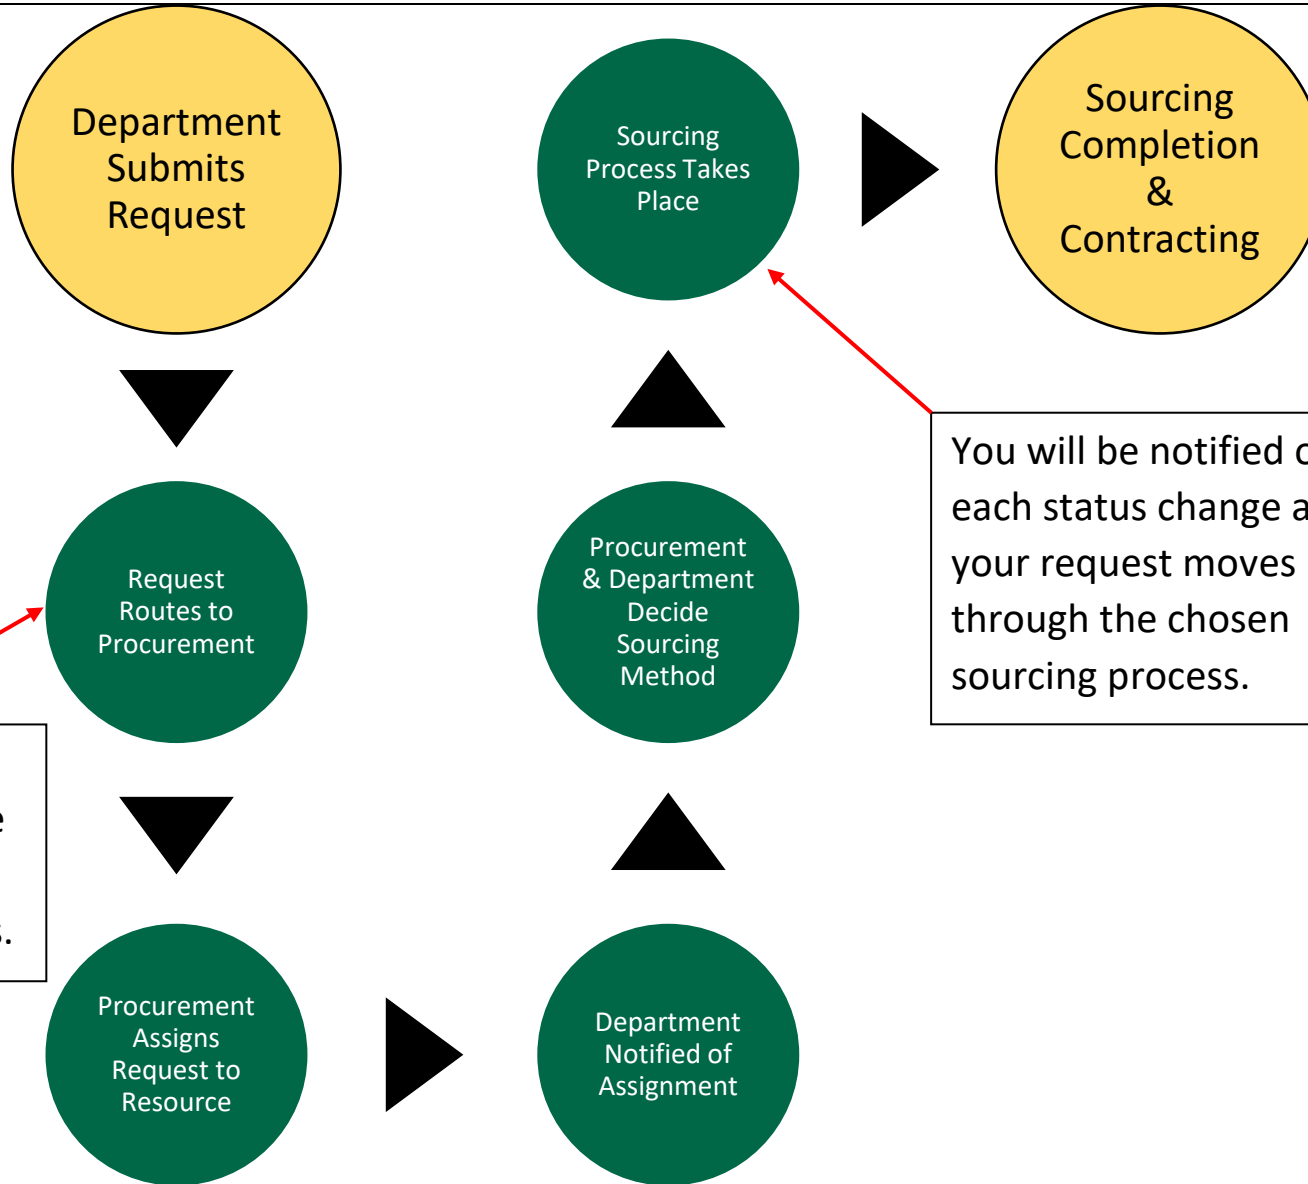 Department
Submits
Request
Request
Routes to
Procurement
Procurement
Assigns
Request to
Resource
Department
Notified of
Assignment
Procurement
& Department
Decide
Sourcing
Method
Sourcing
Process Takes
Place
Sourcing
Completion
&
Contracting
You will be notified
each status change
your request moves
through the chosen
sourcing process.